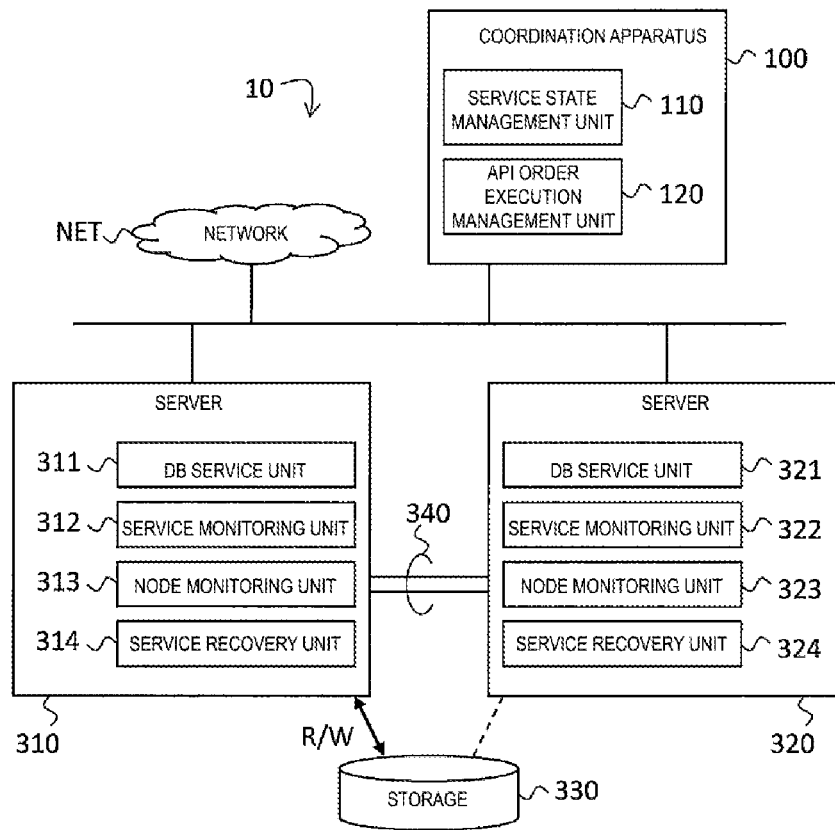 COORDINATION APPARATUS
100
10
SERVICE STATE
MANAGEMENT UNIT
110
API ORDER
EXECUTION
MANAGEMENT UNIT
120
NET
NETWORK
SERVER
SERVER
311
DB SERVICE UNIT
DB SERVICE UNIT
321
312
SERVICE MONITORING UNIT
340
SERVICE MONITORING UNIT
322
313
NODE MONITORING UNIT
NODE MONITORING UNIT
323
314
SERVICE RECOVERY UNIT
SERVICE RECOVERY UNIT
324
310
R/W
320
STORAGE
330